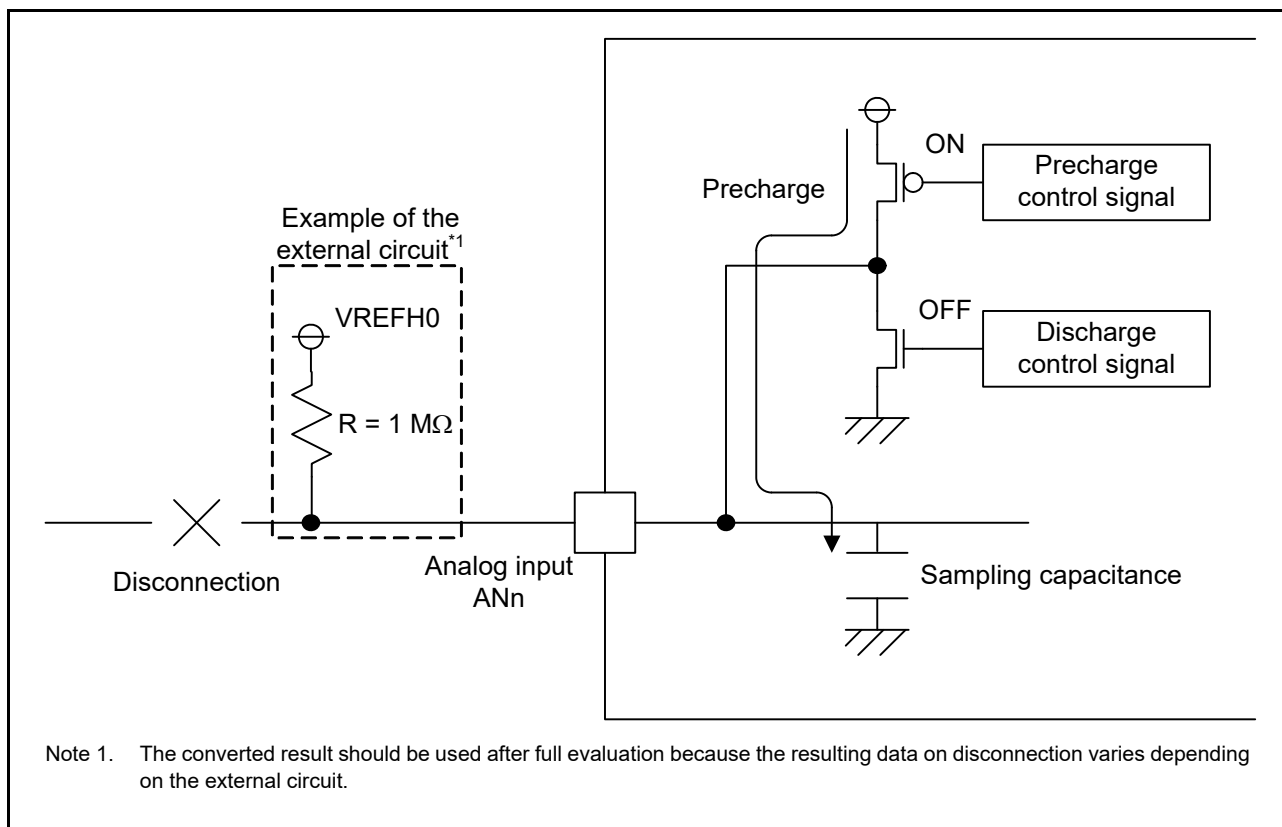 ON
Precharge
control signal
Precharge
Example of the
external circuit*1
VREFH0
OFF
Discharge
control signal
R = 1 MΩ
Disconnection
Analog input
ANn
Sampling capacitance
Note 1. The converted result should be used after full evaluation because the resulting data on disconnection varies depending
on the external circuit.